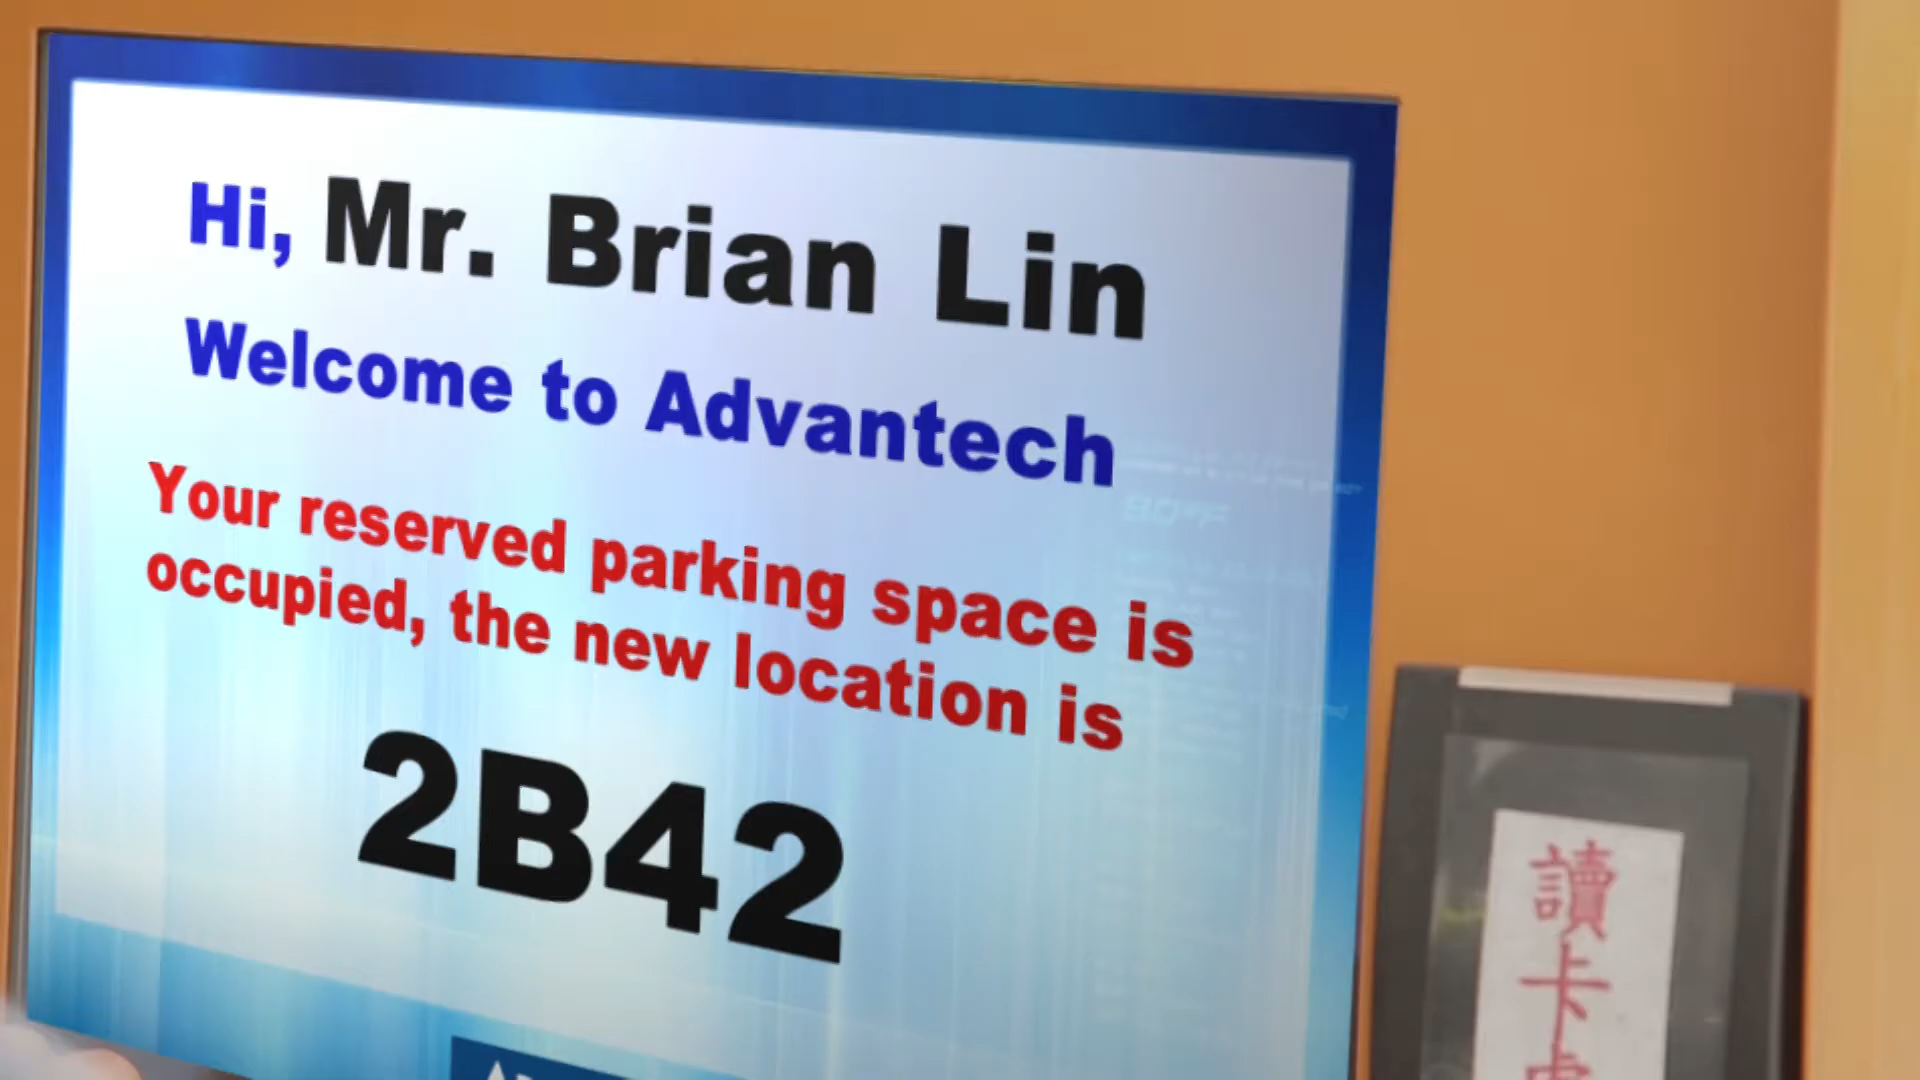 Hi, Mr. Brian Lin
Welcome to Advantech
Your reserved parking space is
occupied, the new location is
2B42
讀卡